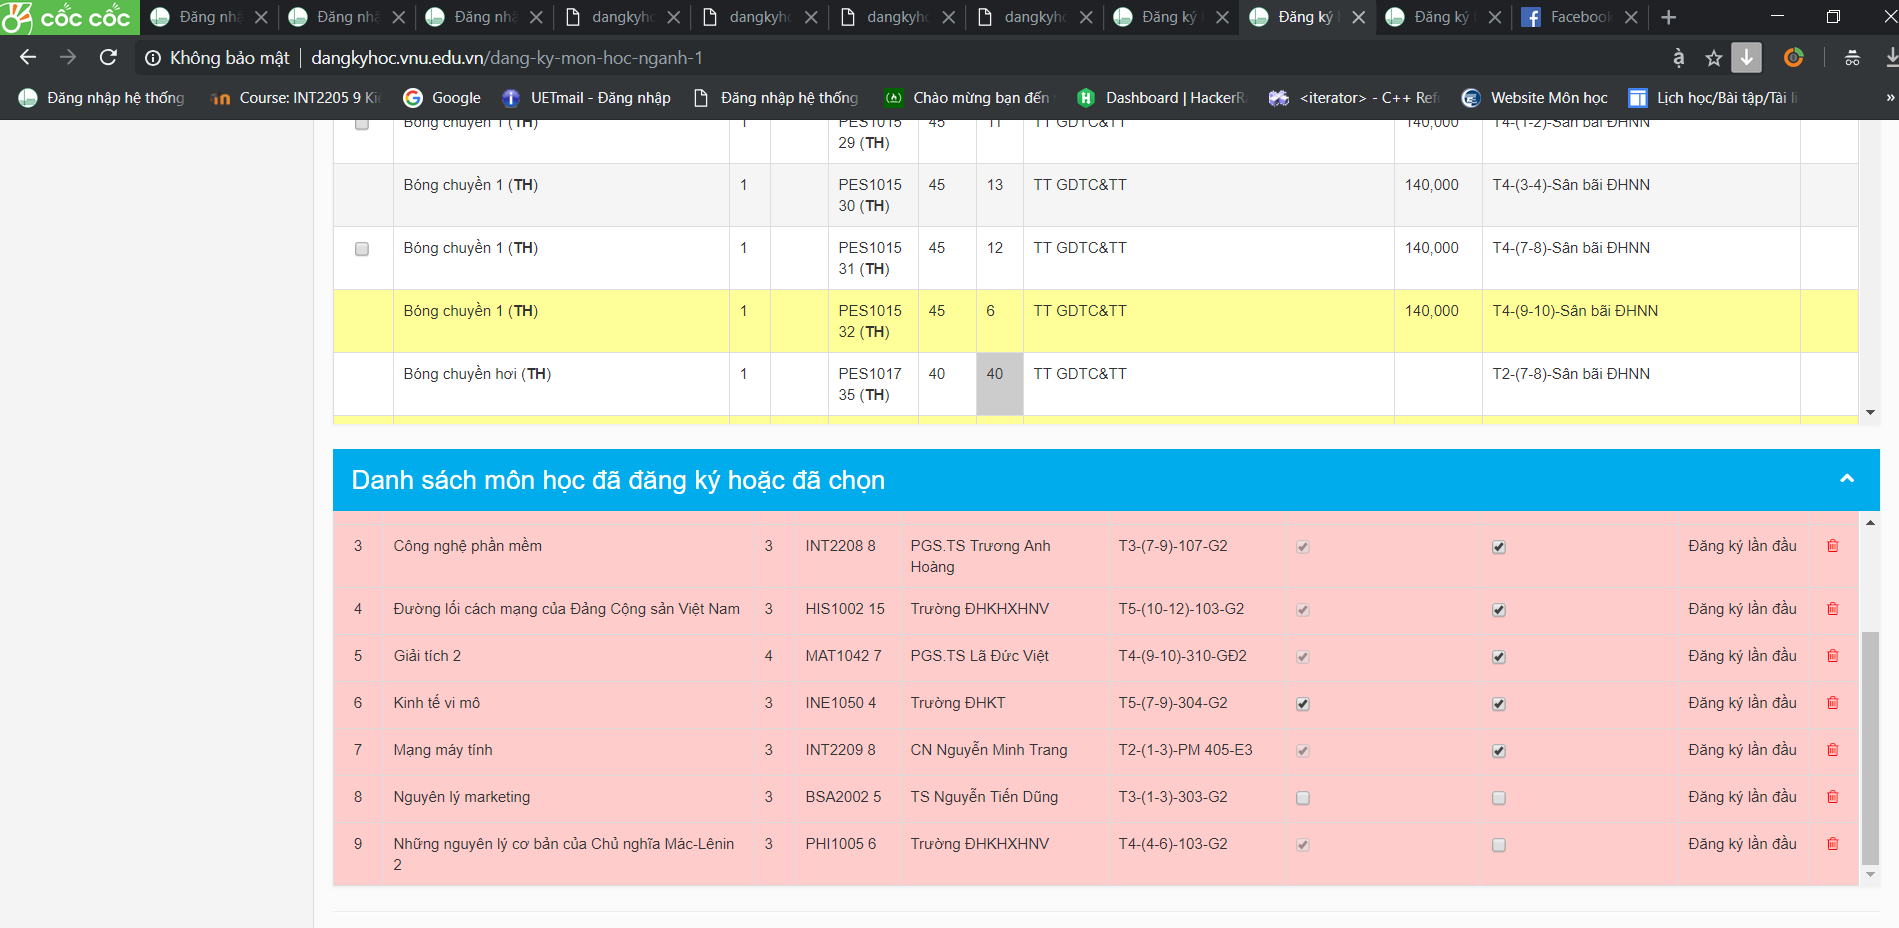 cốc cốc
Đăng nhậ Đăng nhậ Đăng nhậ dangkyho dangkyho dangkyho dangkyho Đăng ký Đăng ký Đăng ký Facebook
Không bảo mật | dangkyhoc.vnu.edu.vn/dang-ky-mon-hoc-nganh-1
Đăng nhập hệ thống Course: INT2205 9 Kiế Google UETmail - Đăng nhập Đăng nhập hệ thống Chào mừng bạn đến Dashboard | HackerRa <iterator> - C++ Refe Website Môn học Lịch học/Bài tập/Tài li »
Bóng chuyền 1 (TH) 1 PES1015 45 11 TT GDTC&TT 140,000 T4-(1-2)-Sân bãi ĐHNN
29 (TH)
Bóng chuyền 1 (TH) 1 PES1015 45 13 TT GDTC&TT 140,000 T4-(3-4)-Sân bãi ĐHNN
30 (TH)
Bóng chuyền 1 (TH) 1 PES1015 45 12 TT GDTC&TT 140,000 T4-(7-8)-Sân bãi ĐHNN
31 (TH)
Bóng chuyền 1 (TH) 1 PES1015 45 6 TT GDTC&TT 140,000 T4-(9-10)-Sân bãi ĐHNN
32 (TH)
Bóng chuyền hơi (TH) 1 PES1017 40 40 TT GDTC&TT T2-(7-8)-Sân bãi ĐHNN
35 (TH)
Danh sách môn học đã đăng ký hoặc đã chọn
3 Công nghệ phần mềm 3 INT2208 8 PGS.TS Trương Anh T3-(7-9)-107-G2 Đăng ký lần đầu
Hoàng
4 Đường lối cách mạng của Đảng Cộng sản Việt Nam 3 HIS1002 15 Trường ĐHKHXHNV T5-(10-12)-103-G2 Đăng ký lần đầu
5 Giải tích 2 4 MAT1042 7 PGS.TS Lã Đức Việt T4-(9-10)-310-GĐ2 Đăng ký lần đầu
6 Kinh tế vi mô 3 INE1050 4 Trường ĐHKT T5-(7-9)-304-G2 Đăng ký lần đầu
7 Mạng máy tính 3 INT2209 8 CN Nguyễn Minh Trang T2-(1-3)-PM 405-E3 Đăng ký lần đầu
8 Nguyên lý marketing 3 BSA2002 5 TS Nguyễn Tiến Dũng T3-(1-3)-303-G2 Đăng ký lần đầu
9 Những nguyên lý cơ bản của Chủ nghĩa Mác-Lênin 3 PHI1005 6 Trường ĐHKHXHNV T4-(4-6)-103-G2 Đăng ký lần đầu
2